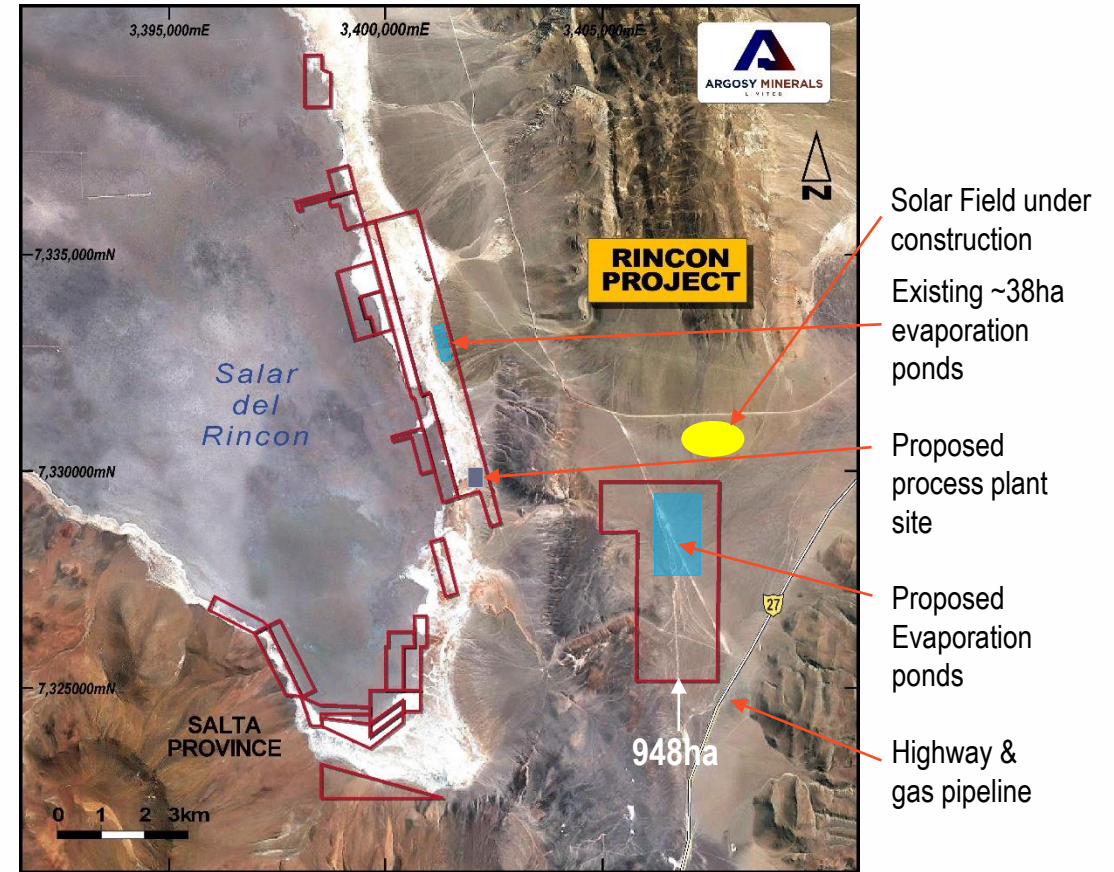 3,395,000mE
3,400,000mE
3,405,000mE
ARGOSY MINERALS
LIMITED
N
7,335,000mN
RINCON
PROJECT
Salar
del
Rincon
7,330000mN
27
7,325000mN
SALTA
PROVINCE
948ha
0 1 2 3km
Solar Field under
construction
Existing ~38ha
evaporation
ponds
Proposed
process plant
site
Proposed
Evaporation
ponds
Highway &
gas pipeline